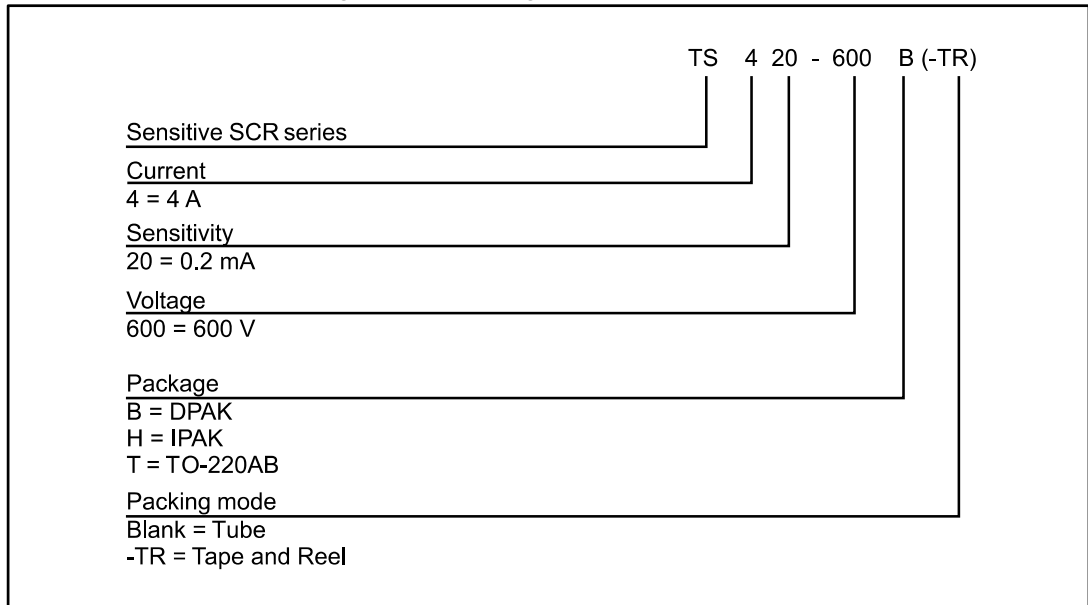 TS 4 20 - 600 B (-TR)
Sensitive SCR series
Current
4 = 4 A
Sensitivity
20 = 0.2 mA
Voltage
600 = 600 V
Package
B = DPAK
H = IPAK
T = TO-220AB
Packing mode
Blank = Tube
-TR = Tape and Reel